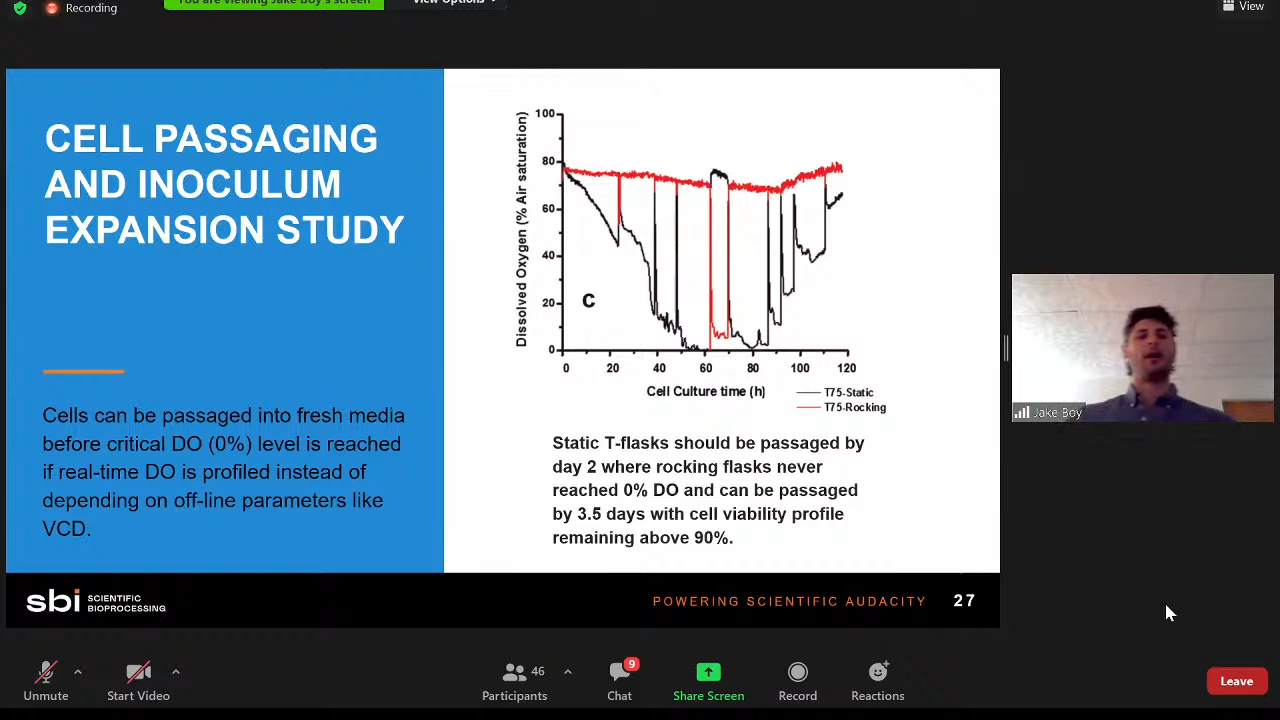 Recording
You are viewing Jake Boy's screen
View Options
View
CELL PASSAGING
AND INOCULUM
EXPANSION STUDY
Cells can be passaged into fresh media
before critical DO (0%) level is reached
if real-time DO is profiled instead of
depending on off-line parameters like
VCD.
Dissolved Oxygen (% Air saturation)
100
80
60
40
20
0
C
0 20 40 60 80 100 120
Cell Culture time (h)
T75-Static
T75-Rocking
Static T-flasks should be passaged by
day 2 where rocking flasks never
reached 0% DO and can be passaged
by 3.5 days with cell viability profile
remaining above 90%.
Jake Boy
sbi SCIENTIFIC
BIOPROCESSING
POWERING SCIENTIFIC AUDACITY 27
Unmute
Start Video
46
Participants
9
Chat
Share Screen
Record
Reactions
Leave